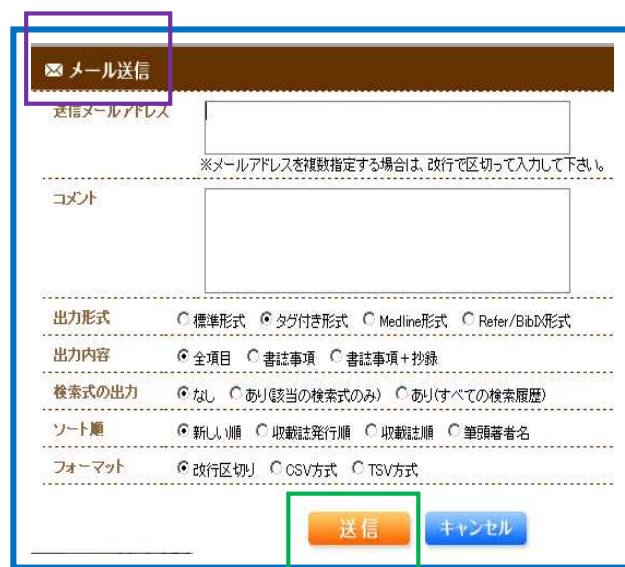 メール送信
送信メールアドレス
※メールアドレスを複数指定する場合は、改行で区切って入力して下さい。
コメント
出力形式 標準形式 タグ付き形式 Medline形式 Refer/BibIX形式
出力内容 全項目 書誌事項 書誌事項+抄録
検索式の出力 なし あり(該当の検索式のみ) あり(すべての検索履歴)
ソート順 新しい順 収載誌発行順 収載誌順 筆頭著者名
フォーマット 改行区切り CSV方式 TSV方式
送信 キャンセル